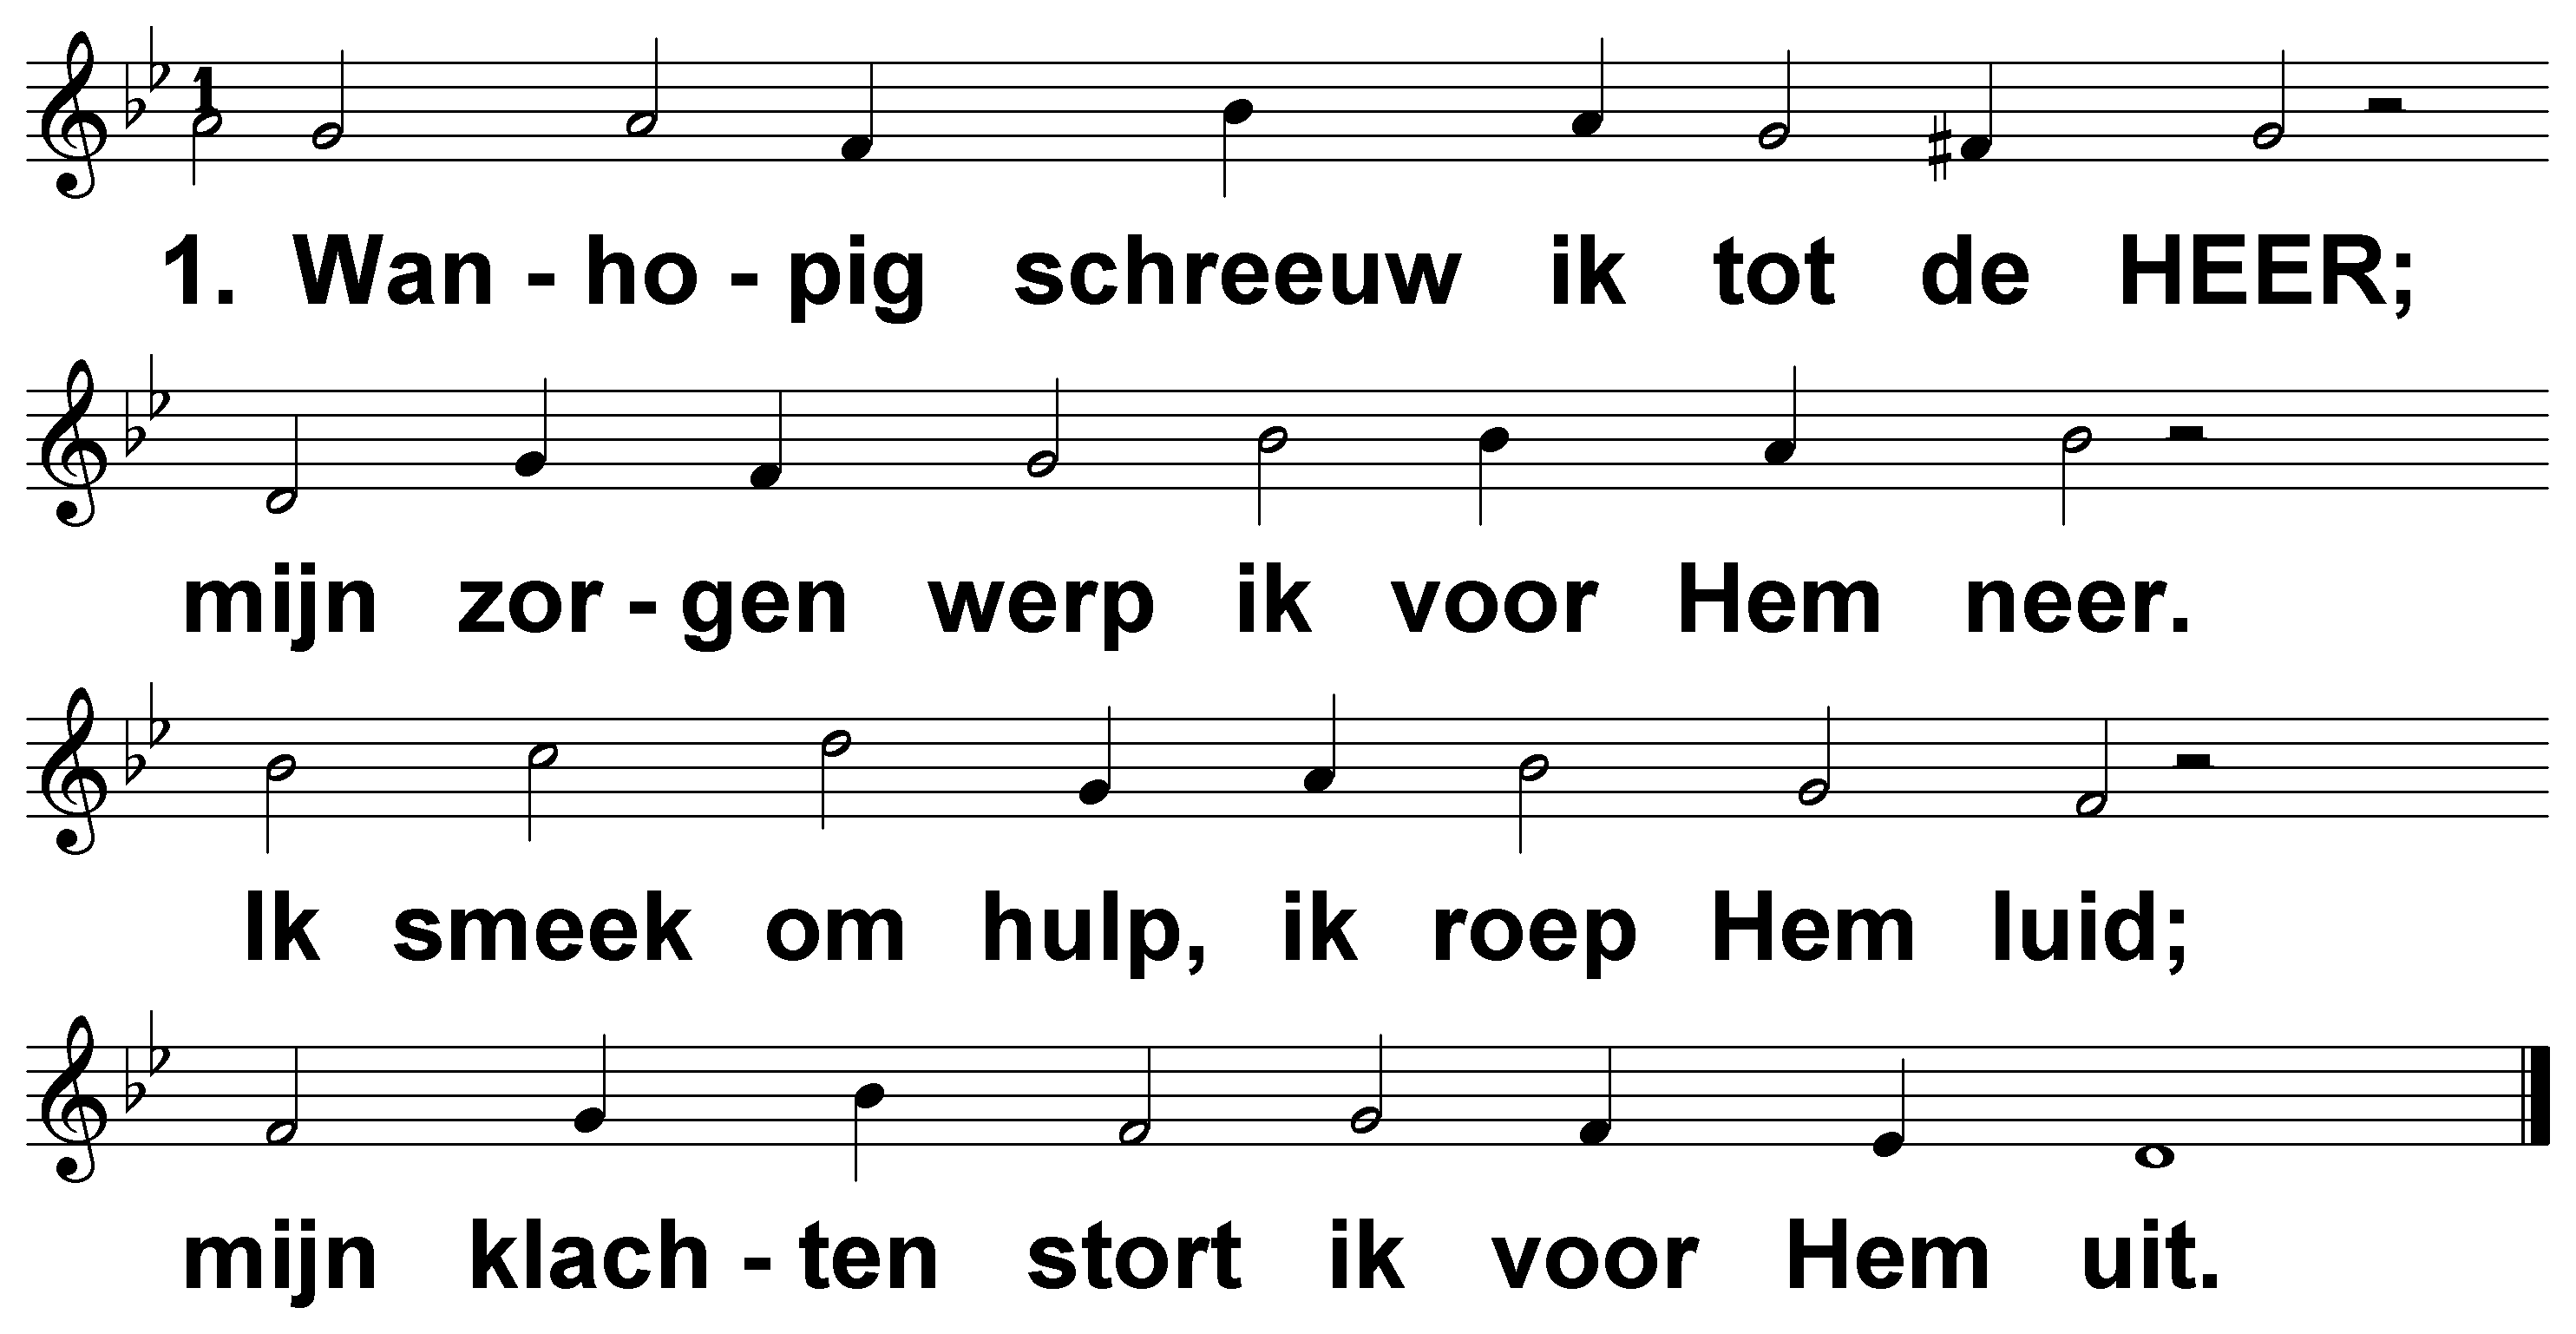 1
1. Wan - ho - pig schreeuw ik tot de HEER;
mijn zor - gen werp ik voor Hem neer.
Ik smeek om hulp, ik roep Hem luid;
mijn klach - ten stort ik voor Hem uit.